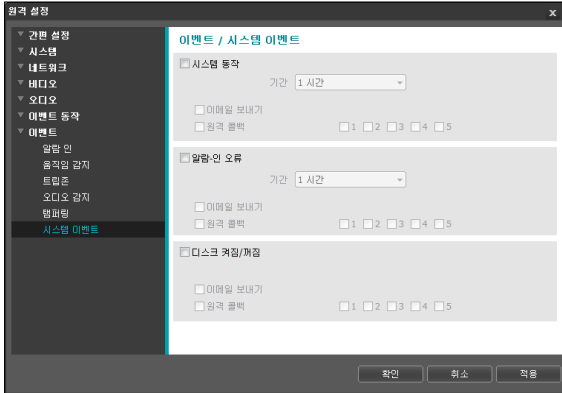 원격 설정 x
간편 설정
시스템
네트워크
비디오
오디오
이벤트 동작
이벤트
알람 인
움직임 감지
트립존
오디오 감지
탬퍼링
시스템 이벤트
이벤트 / 시스템 이벤트
시스템 동작
기간 1 시간
이메일 보내기
원격 콜백 1 2 3 4 5
알람-인 오류
기간 1 시간
이메일 보내기
원격 콜백 1 2 3 4 5
디스크 켜짐/꺼짐
이메일 보내기
원격 콜백 1 2 3 4 5
확인 취소 적용